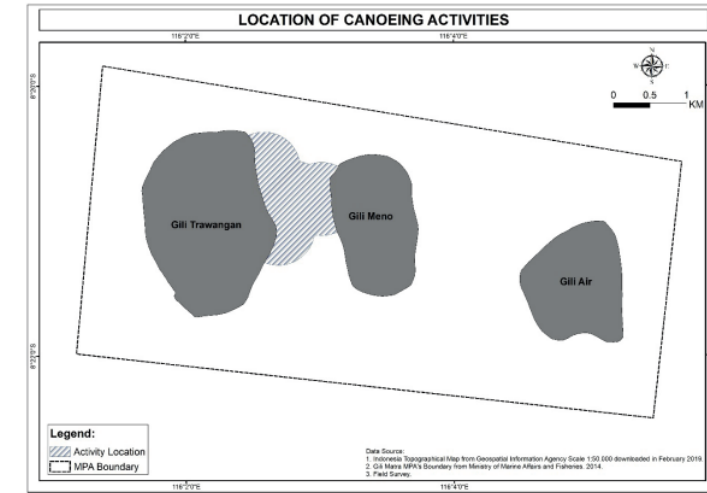 LOCATION OF CANOEING ACTIVITIES
116°2'0"E 116°4'0"E
N
W E
S
0 0.5 1
KM
8°20'0"S
Gili Trawangan
Gili Meno
Gili Air
8°22'0"S
Legend:
Activity Location
MPA Boundary
Data Source:
1. Indonesia Topographical Map from Geospatial Information Agency Scale 1:50.000 downloaded in February 2019.
2. Gili Matra MPA's Boundary from Ministry of Marine Affairs and Fisheries. 2014.
3. Field Survey.
116°2'0"E 116°4'0"E